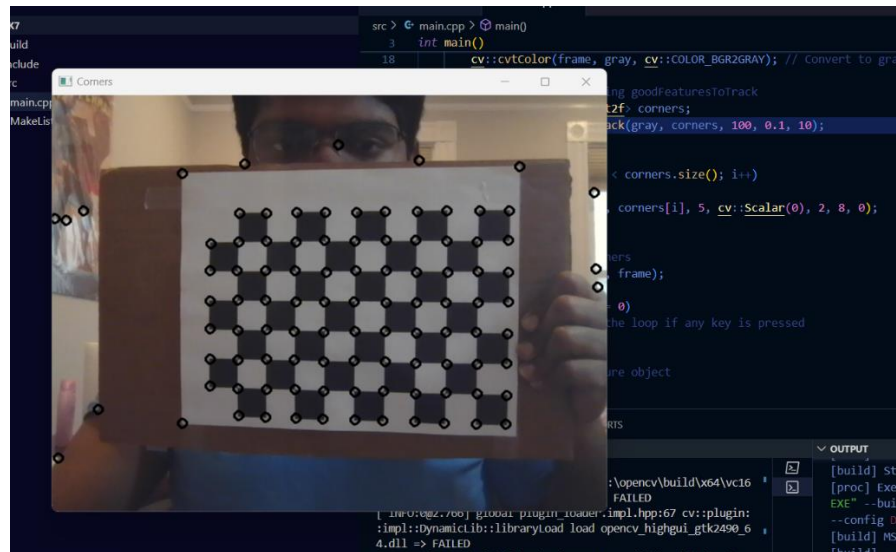 X7
uild
nclude
rc
main.cpp
MakeList
src > main.cpp > main()
3 int main()
18 cv::cvtColor(frame, gray, cv::COLOR_BGR2GRAY); // Convert to gra
Corners
ing goodFeaturesToTrack
t2f> corners;
ack(gray, corners, 100, 0.1, 10);
< corners.size(); i++)
, corners[i], 5, cv::Scalar(0), 2, 8, 0);
ners
, frame);
= 0)
the loop if any key is pressed
ure object
RTS
OUTPUT
:\opencv\build\x64\vc16
FAILED
[ INFO:0@2.766] global plugin_loader.impl.hpp:67 cv::plugin:
:impl::DynamicLib::libraryLoad load opencv_highgui_gtk2490_6
4.dll => FAILED
[build] St
[proc] Exe
EXE" --bui
--config D
[build] MS